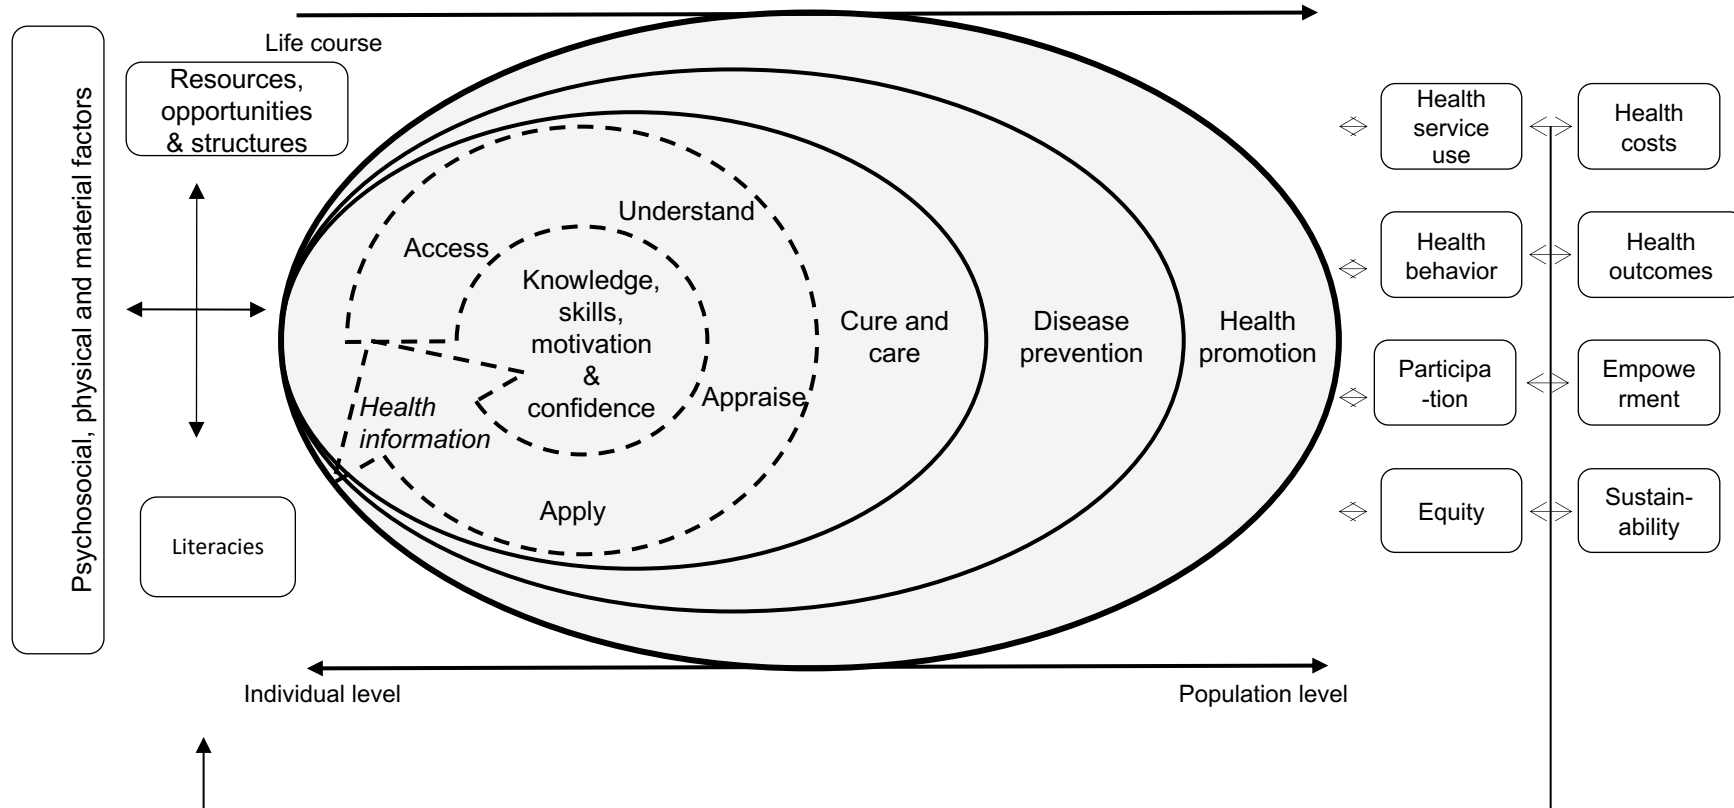 Life course
Psychosocial, physical and material factors
Resources,
opportunities
& structures
Literacies
Understand
Access
Knowledge,
skills,
motivation
&
confidence
Appraise
Health
information
Apply
Cure and
care
Disease
prevention
Health
promotion
Health
service
use
Health
costs
Health
behavior
Health
outcomes
Participa
-tion
Empowe
rment
Equity
Sustain-
ability
Individual level
Population level